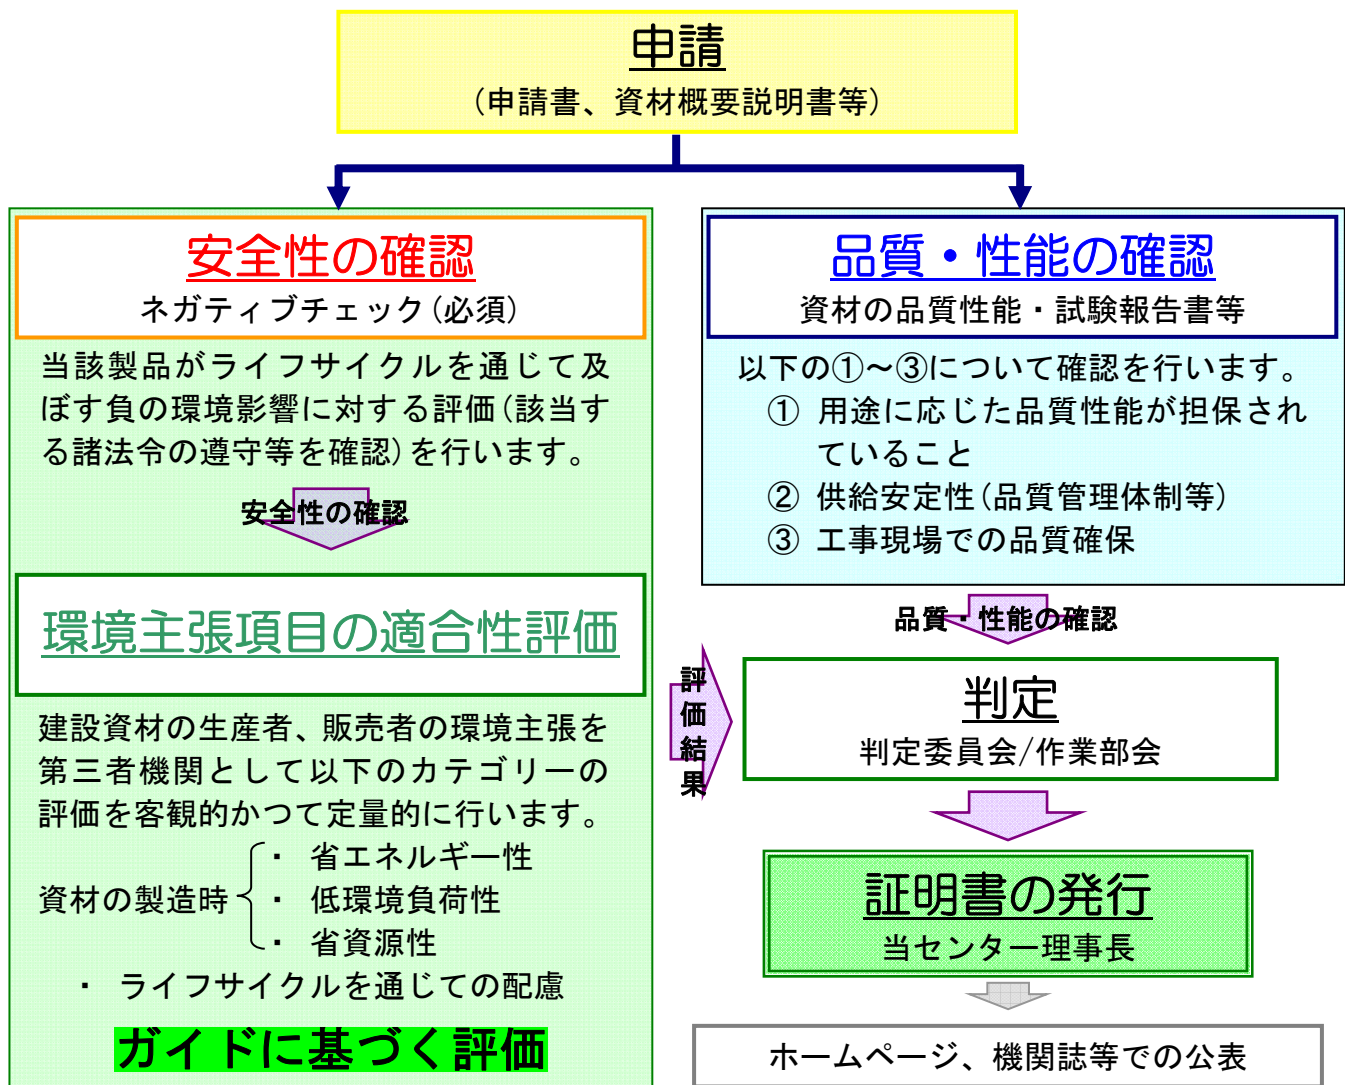 申請
(申請書、資材概要説明書等)
安全性の確認
ネガティブチェック(必須)
当該製品がライフサイクルを通じて及
ぼす負の環境影響に対する評価(該当す
る諸法令の遵守等を確認)を行います。
安全性の確認
環境主張項目の適合性評価
建設資材の生産者、販売者の環境主張を
第三者機関として以下のカテゴリーの
評価を客観的かつて定量的に行います。
資材の製造時
・ 省エネルギー性
・ 低環境負荷性
・ 省資源性
・ ライフサイクルを通じての配慮
ガイドに基づく評価
品質・性能の確認
資材の品質性能・試験報告書等
以下の①～③について確認を行います。
① 用途に応じた品質性能が担保され
ていること
② 供給安定性(品質管理体制等)
③ 工事現場での品質確保
品質・性能の確認
評価結果
判定
判定委員会/作業部会
証明書の発行
当センター理事長
ホームページ、機関誌等での公表